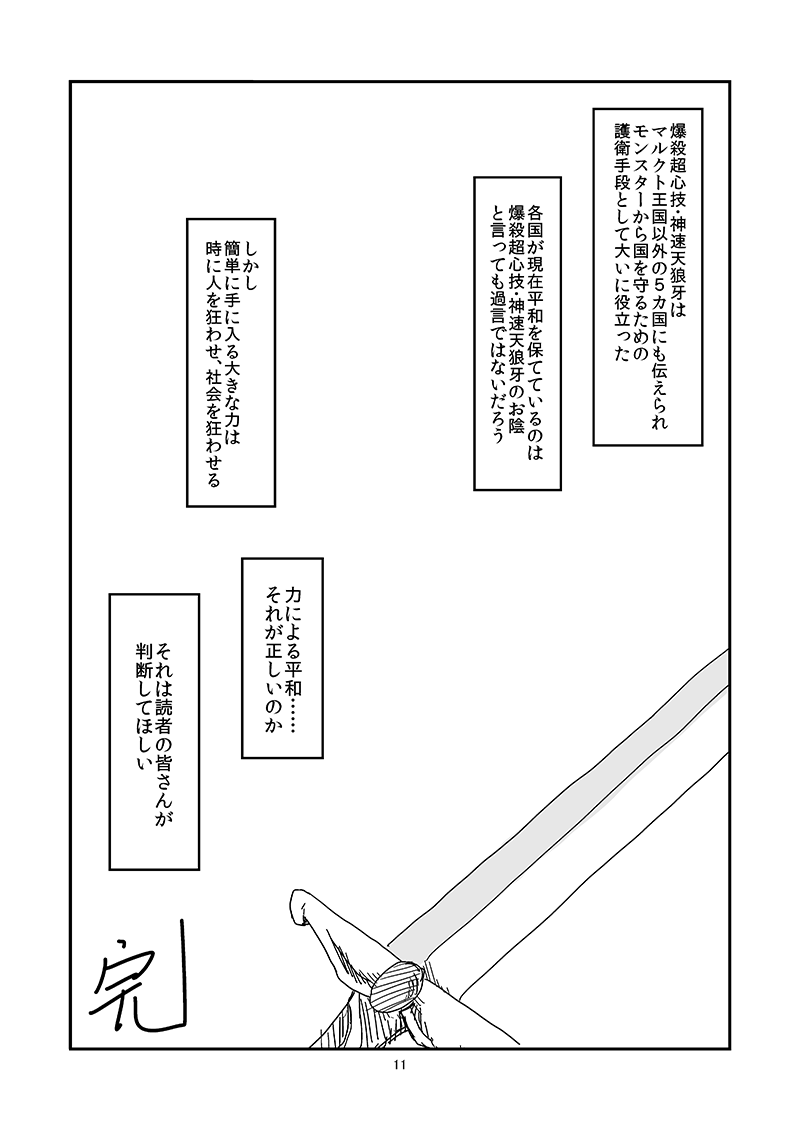 爆殺超心技・神速天狼牙は
マルクト王国以外の５カ国にも伝えられ
モンスターから国を守るための
護衛手段として大いに役立った
各国が現在平和を保てているのは
爆殺超心技・神速天狼牙のお陰
と言っても過言ではないだろう
しかし
簡単に手に入る大きな力は
時に人を狂わせ、社会を狂わせる
力による平和……
それが正しいのか
それは読者の皆さんが
判断してほしい
完
11